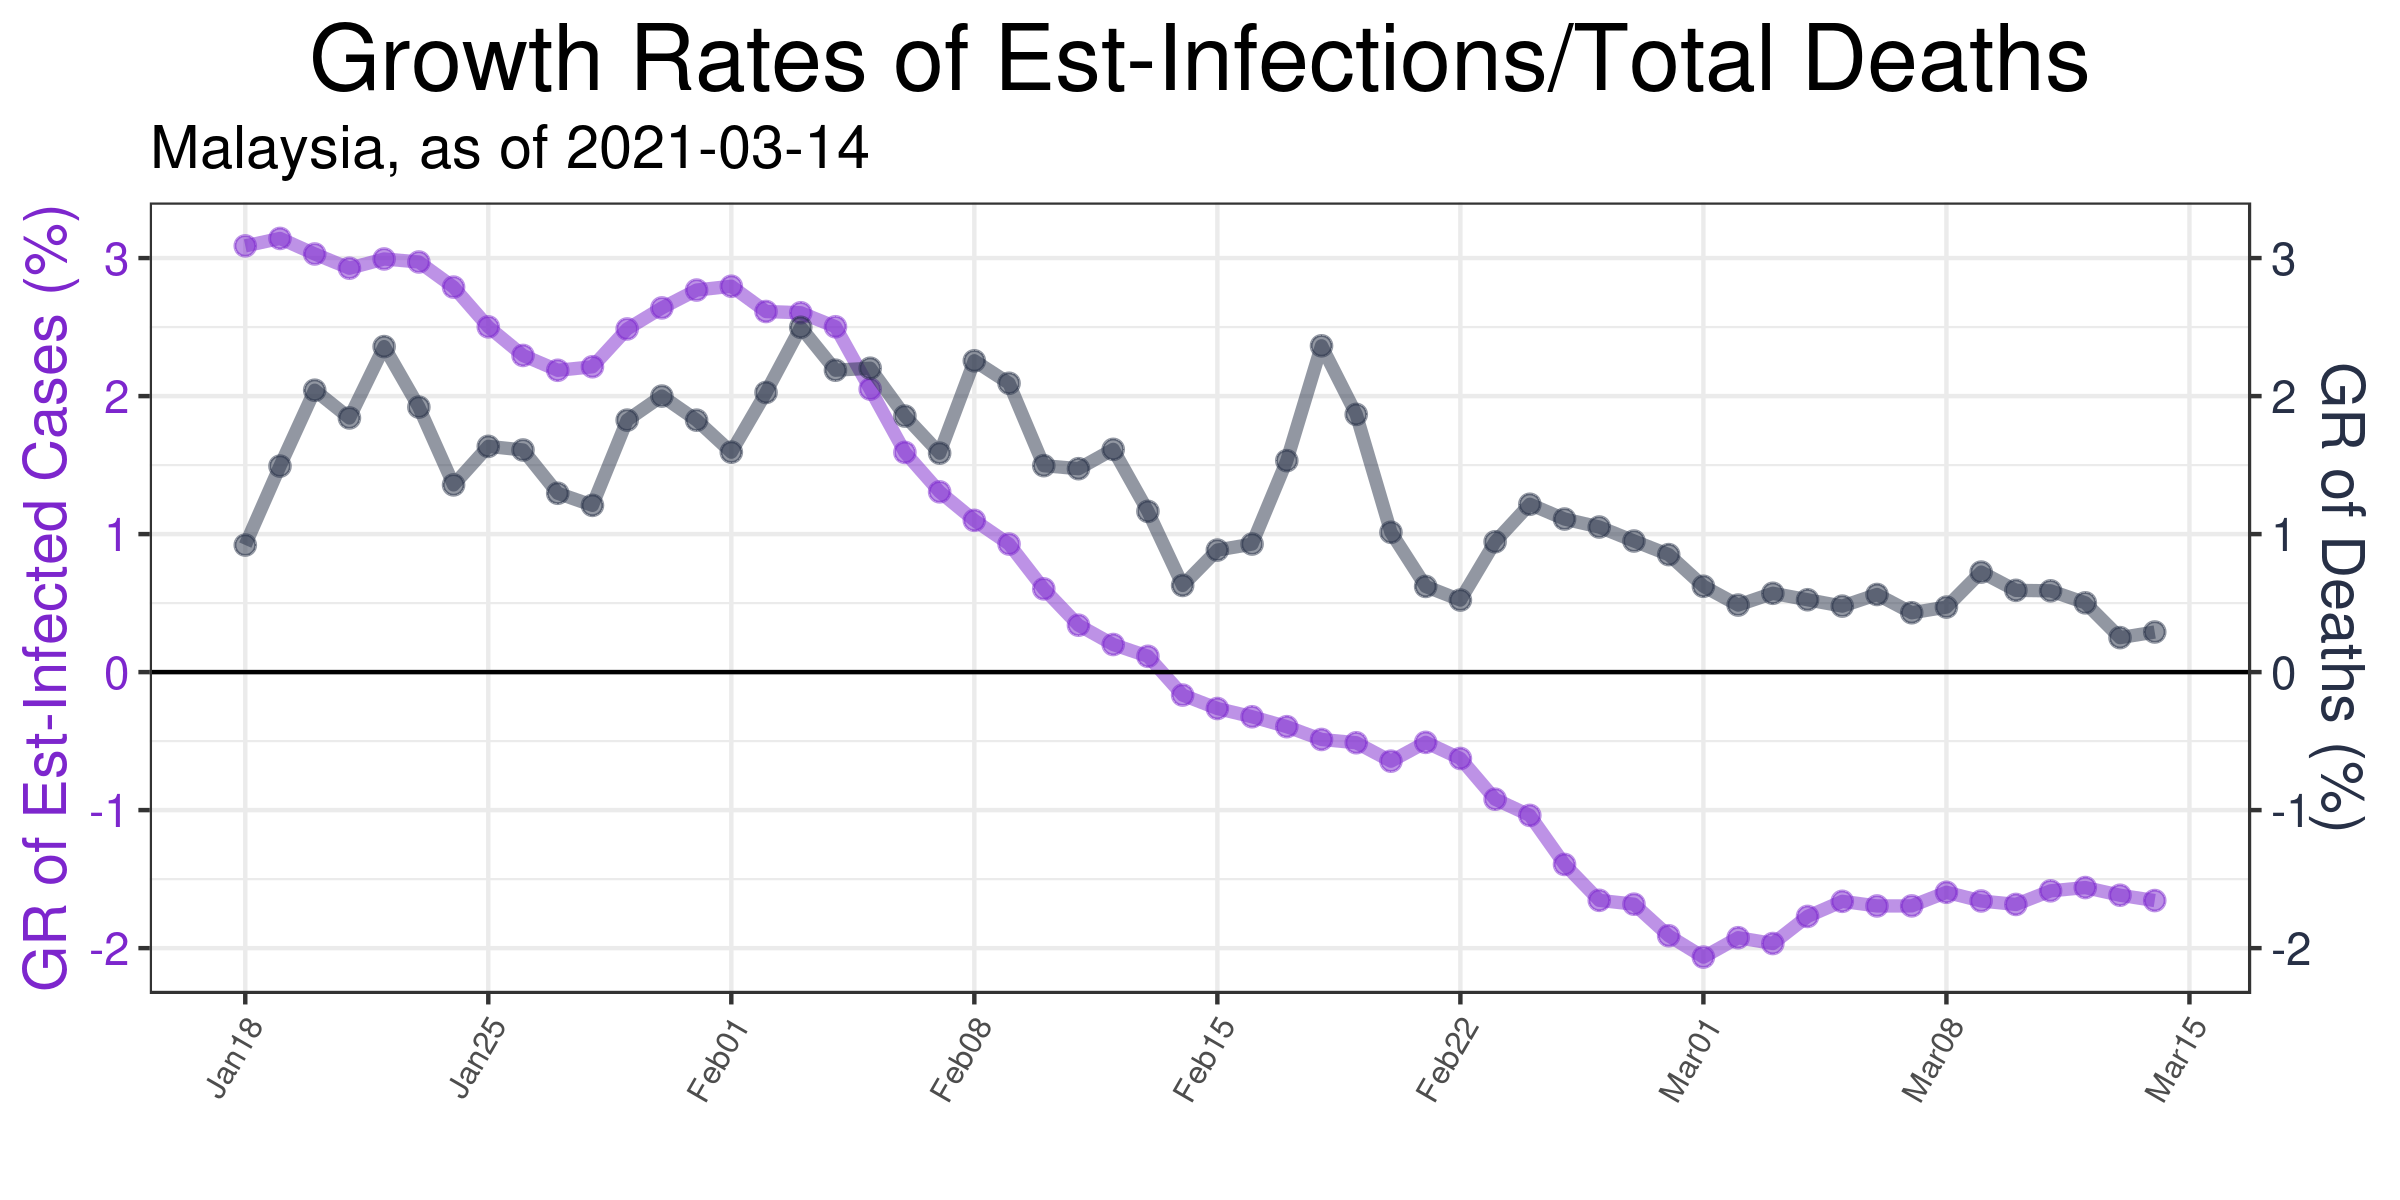 Growth Rates of Est-Infections/Total Deaths
Malaysia, as of 2021-03-14
GR of Est-Infected Cases (%)
3
2
1
0
-1
-2
3
2
1
0
-1
-2
GR of Deaths (%)
Jan18
Jan25
Feb01
Feb08
Feb15
Feb22
Mar01
Mar08
Mar15